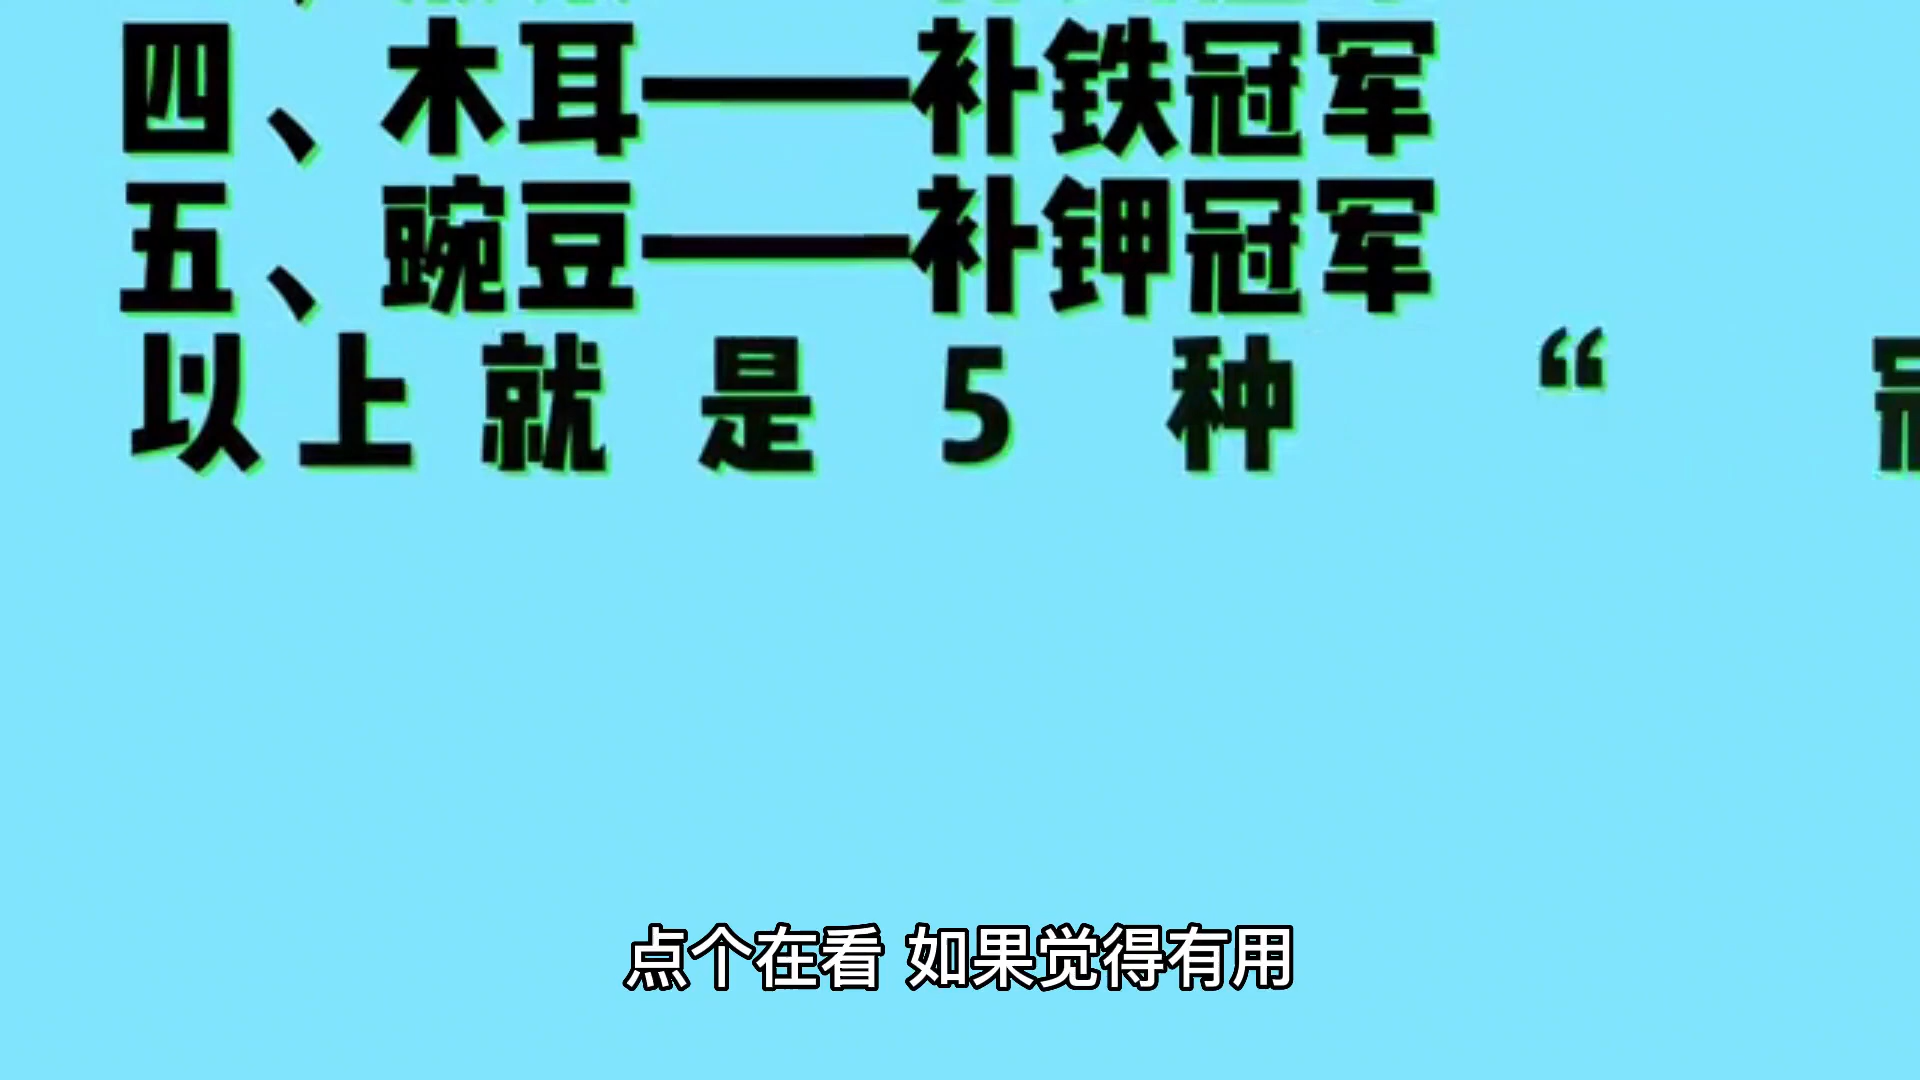 四、木耳——补铁冠军
五、豌豆——补钾冠军
以上就是5种“冠
点个在看 如果觉得有用